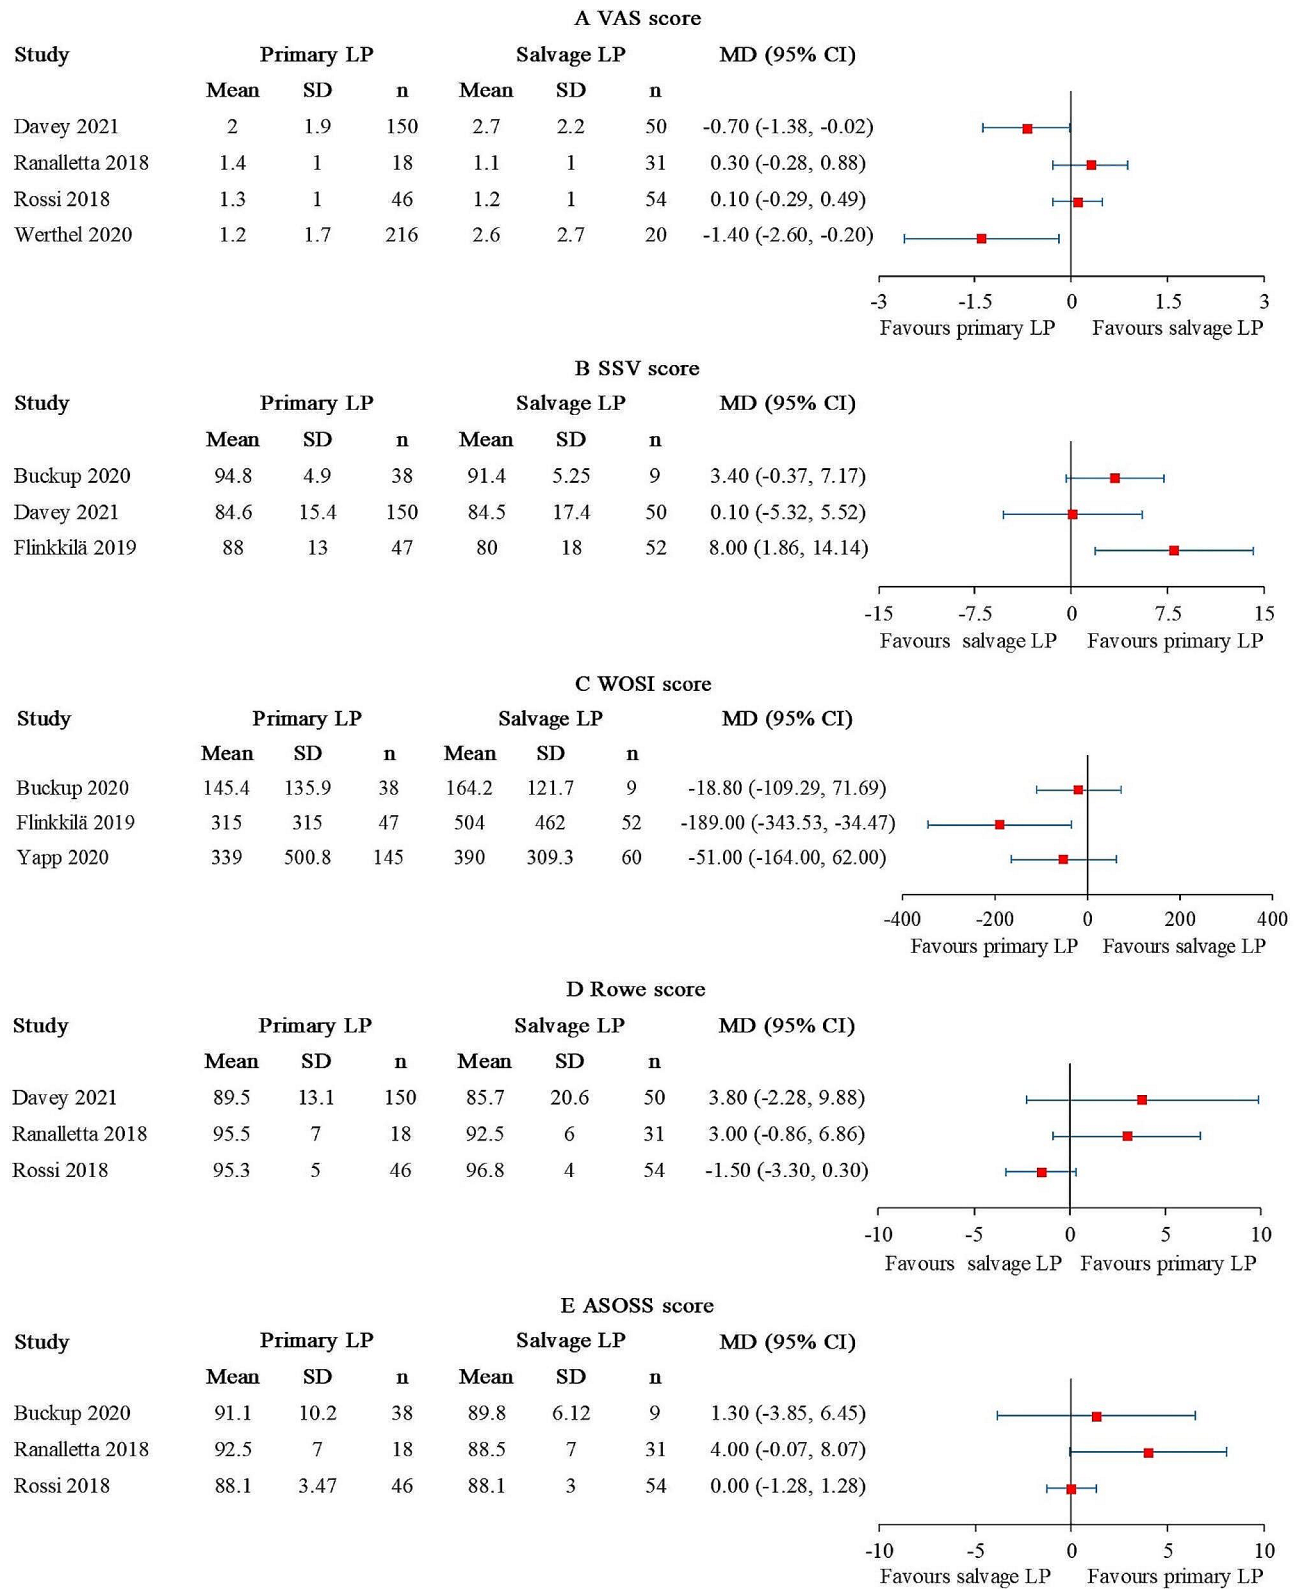 A VAS score
Study Primary LP Salvage LP MD (95% CI)
Mean SD n Mean SD n
Davey 2021 2 1.9 150 2.7 2.2 50 -0.70 (-1.38, -0.02)
Ranalletta 2018 1.4 1 18 1.1 1 31 0.30 (-0.28, 0.88)
Rossi 2018 1.3 1 46 1.2 1 54 0.10 (-0.29, 0.49)
Werthel 2020 1.2 1.7 216 2.6 2.7 20 -1.40 (-2.60, -0.20)
-3 -1.5 0 1.5 3
Favours primary LP Favours salvage LP
B SSV score
Study Primary LP Salvage LP MD (95% CI)
Mean SD n Mean SD n
Buckup 2020 94.8 4.9 38 91.4 5.25 9 3.40 (-0.37, 7.17)
Davey 2021 84.6 15.4 150 84.5 17.4 50 0.10 (-5.32, 5.52)
Flinkkilä 2019 88 13 47 80 18 52 8.00 (1.86, 14.14)
-15 -7.5 0 7.5 15
Favours salvage LP Favours primary LP
C WOSI score
Study Primary LP Salvage LP MD (95% CI)
Mean SD n Mean SD n
Buckup 2020 145.4 135.9 38 164.2 121.7 9 -18.80 (-109.29, 71.69)
Flinkkilä 2019 315 315 47 504 462 52 -189.00 (-343.53, -34.47)
Yapp 2020 339 500.8 145 390 309.3 60 -51.00 (-164.00, 62.00)
-400 -200 0 200 400
Favours primary LP Favours salvage LP
D Rowe score
Study Primary LP Salvage LP MD (95% CI)
Mean SD n Mean SD n
Davey 2021 89.5 13.1 150 85.7 20.6 50 3.80 (-2.28, 9.88)
Ranalletta 2018 95.5 7 18 92.5 6 31 3.00 (-0.86, 6.86)
Rossi 2018 95.3 5 46 96.8 4 54 -1.50 (-3.30, 0.30)
-10 -5 0 5 10
Favours salvage LP Favours primary LP
E ASOSS score
Study Primary LP Salvage LP MD (95% CI)
Mean SD n Mean SD n
Buckup 2020 91.1 10.2 38 89.8 6.12 9 1.30 (-3.85, 6.45)
Ranalletta 2018 92.5 7 18 88.5 7 31 4.00 (-0.07, 8.07)
Rossi 2018 88.1 3.47 46 88.1 3 54 0.00 (-1.28, 1.28)
-10 -5 0 5 10
Favours salvage LP Favours primary LP